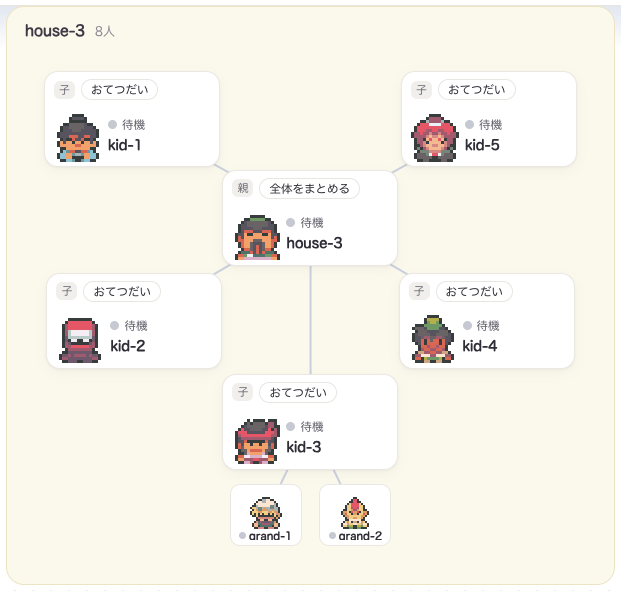 house-3 8人
子 おてつだい
待機
kid-1
子 おてつだい
待機
kid-5
親 全体をまとめる
待機
house-3
子 おてつだい
待機
kid-2
子 おてつだい
待機
kid-4
子 おてつだい
待機
kid-3
grand-1
grand-2